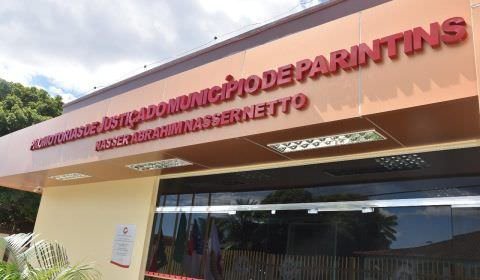 PROMOTORIAS DE JUSTIÇA DO MUNICÍPIO DE PARINTINS
NASSER ABRAHIM NASSER NETTO